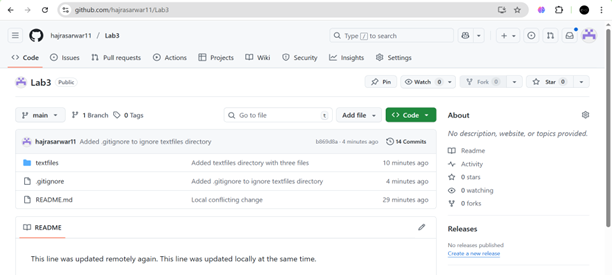 github.com/hajrasarwar11/Lab3
hajrasarwar11 / Lab3
Type / to search
Code Issues Pull requests Actions Projects Wiki Security Insights Settings
Lab3 Public
Pin Watch 0 Fork 0 Star 0
main 1 Branch 0 Tags Go to file t Add file Code
About
No description, website, or topics provided.
Readme
Activity
0 stars
0 watching
0 forks
Releases
No releases published
Create a new release
hajrasarwar11 Added .gitignore to ignore textfiles directory 4 minutes ago 14 Commits
textfiles Added textfiles directory with three files 10 minutes ago
.gitignore Added .gitignore to ignore textfiles directory 4 minutes ago
README.md Local conflicting change 29 minutes ago
README
This line was updated remotely again. This line was updated locally at the same time.